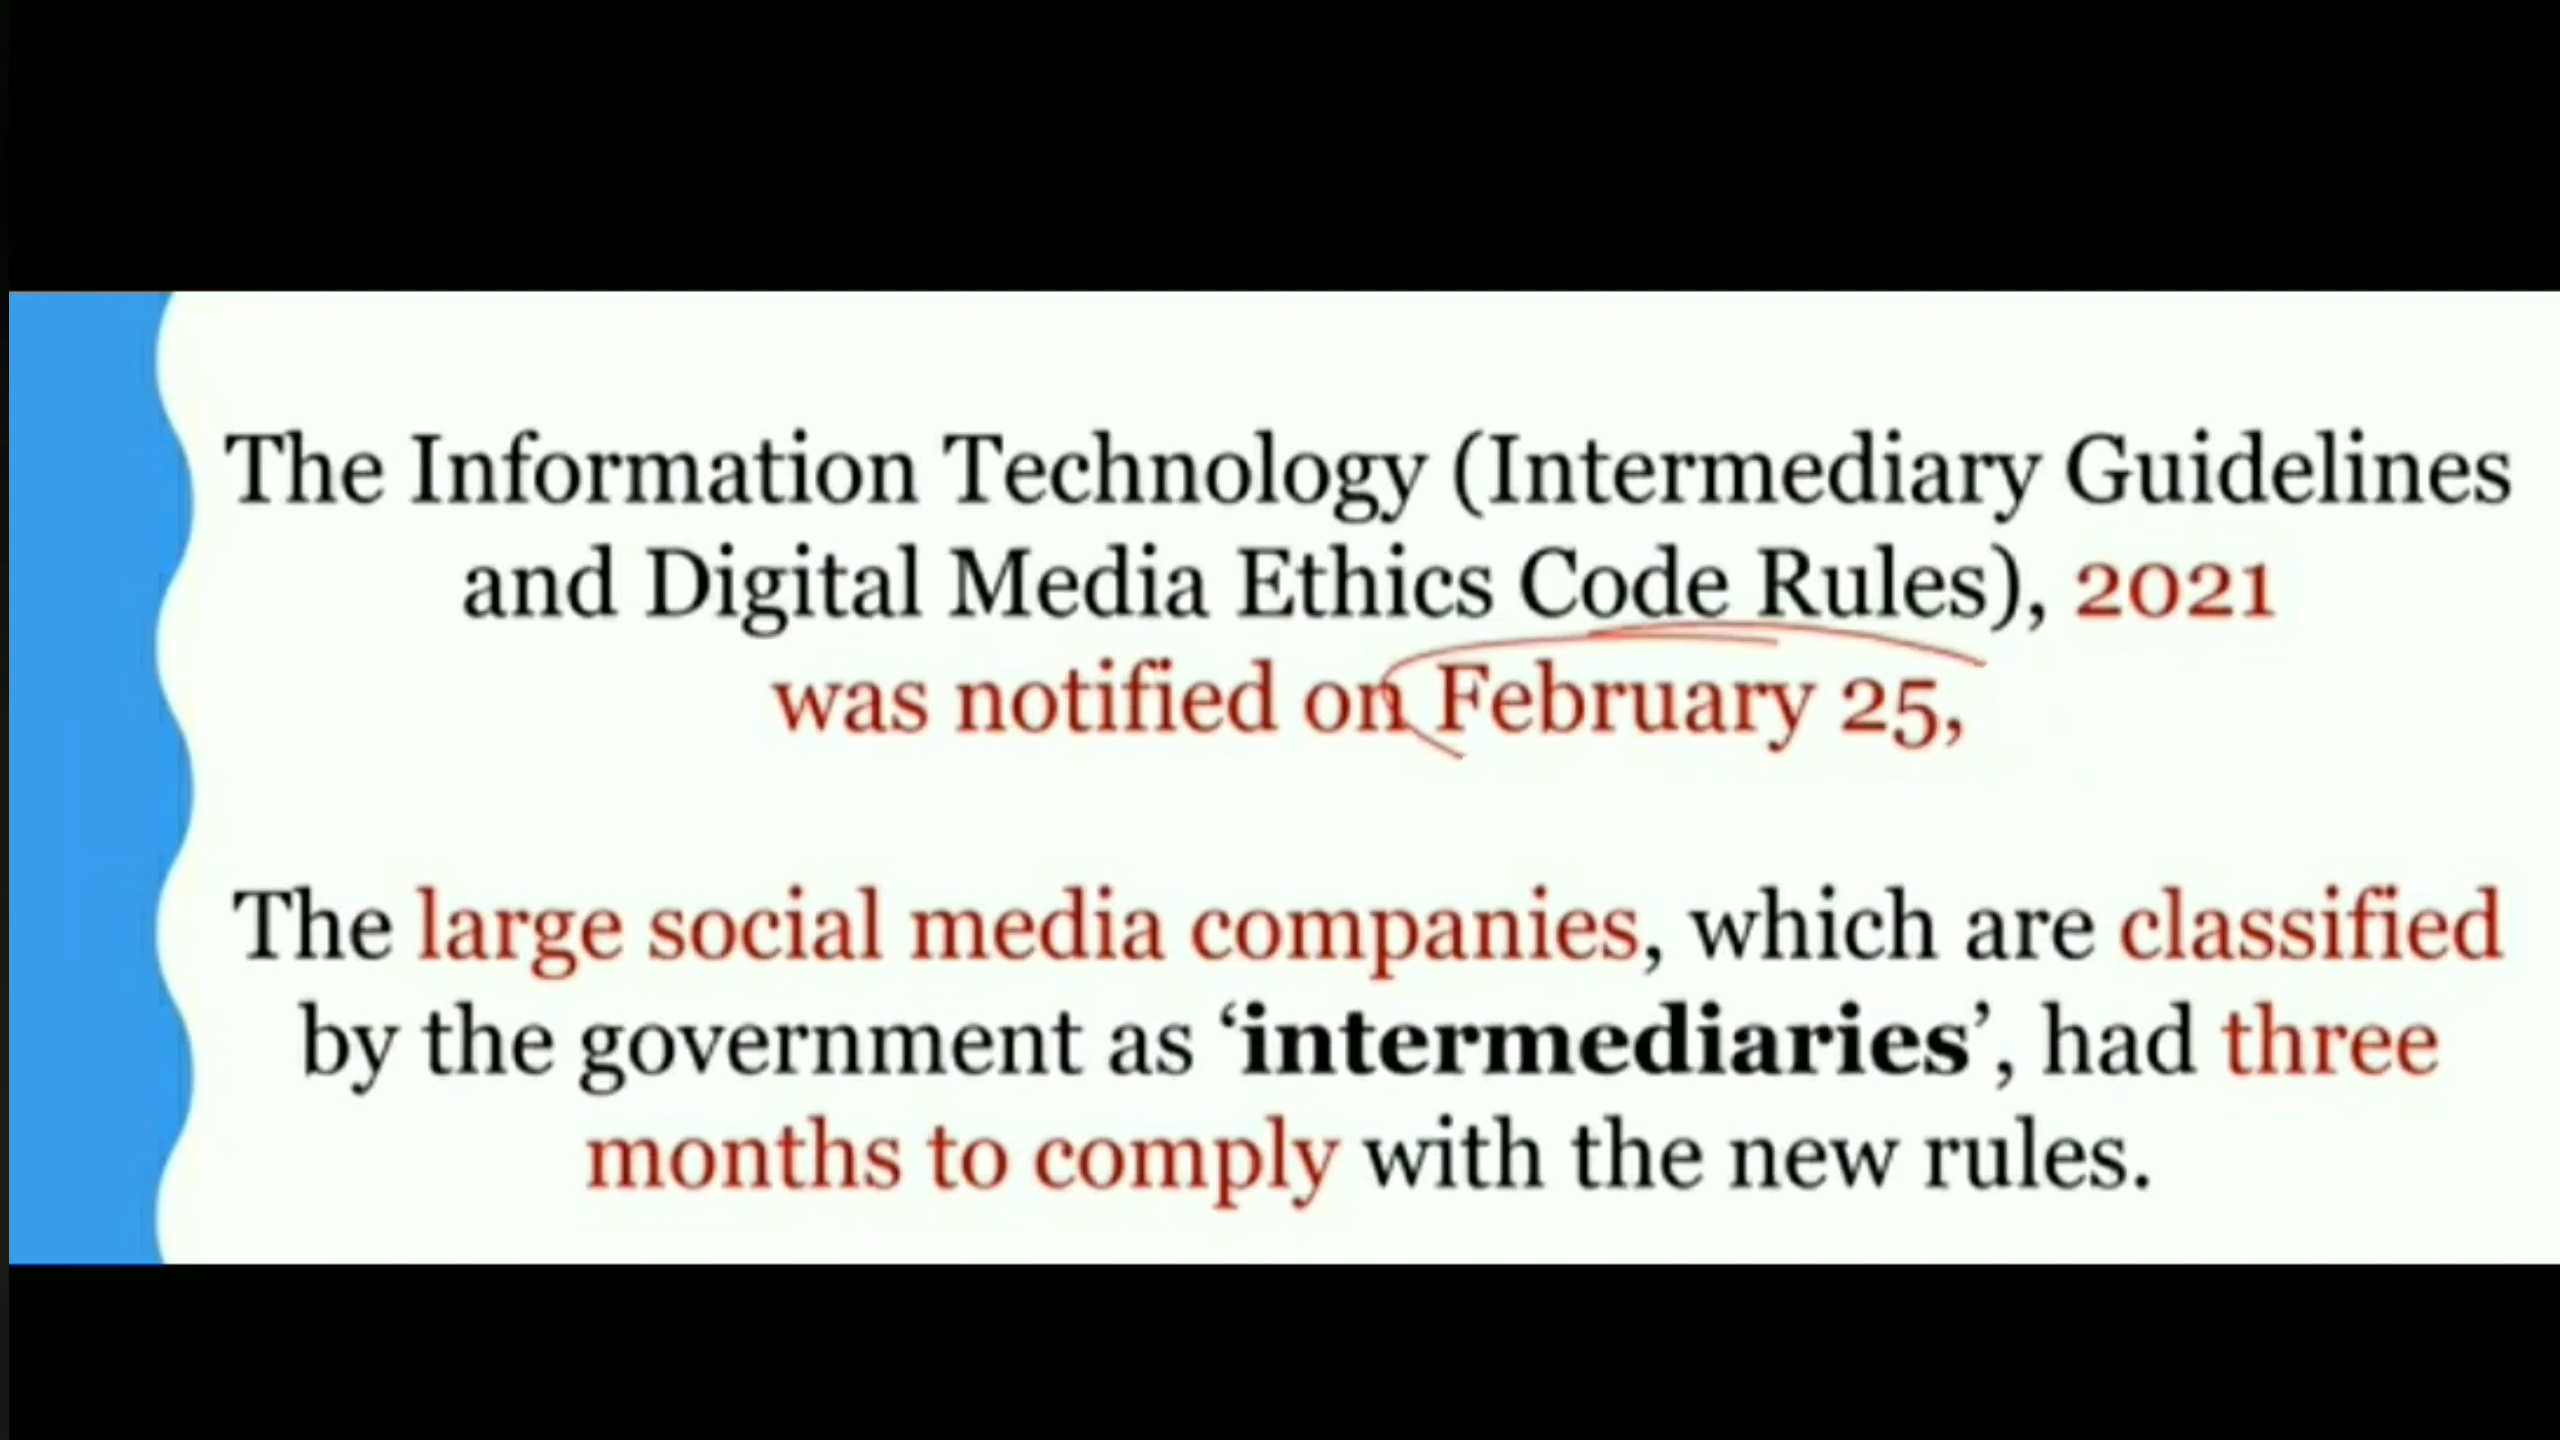 The Information Technology (Intermediary Guidelines
and Digital Media Ethics Code Rules), 2021
was notified on February 25,
The large social media companies, which are classified
by the government as ‘intermediaries’, had three
months to comply with the new rules.